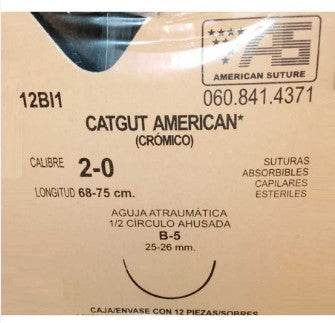 AS
AMERICAN SUTURE
12BI1
060.841.4371
CATGUT AMERICAN*
(CRÓMICO)
CALIBRE 2-0
LONGITUD 68-75 cm.
SUTURAS
ABSORBIBLES
CAPILARES
ESTERILES
AGUJA ATRAUMÁTICA
1/2 CÍRCULO AHUSADA
B-5
25-26 mm.
CAJA/ENVASE CON 12 PIEZAS/SOBRES